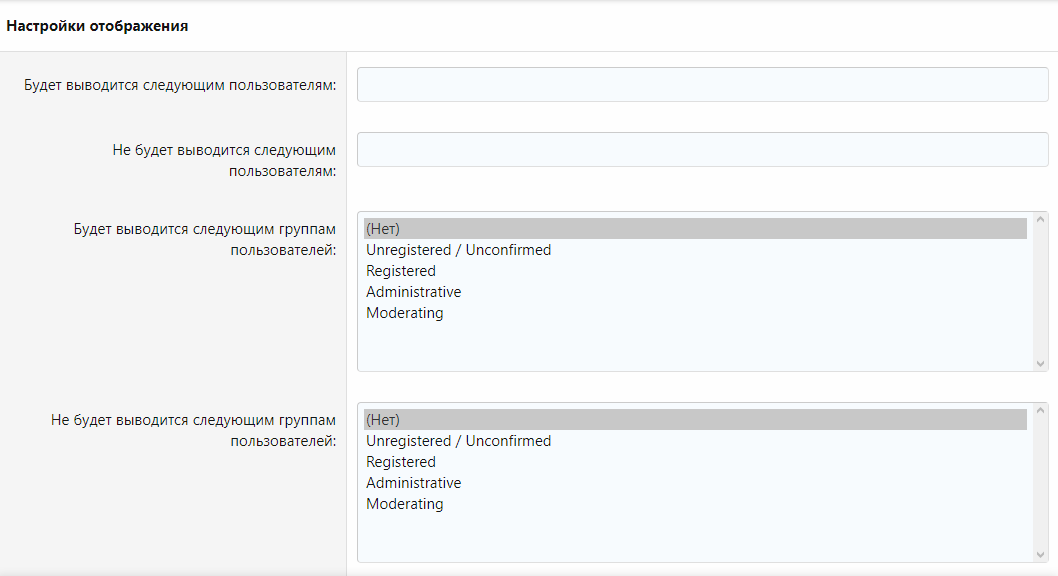 Настройки отображения
Будет выводится следующим пользователям:
Не будет выводится следующим
пользователям:
Будет выводится следующим группам
пользователей:
(Нет)
Unregistered / Unconfirmed
Registered
Administrative
Moderating
Не будет выводится следующим группам
пользователей:
(Нет)
Unregistered / Unconfirmed
Registered
Administrative
Moderating